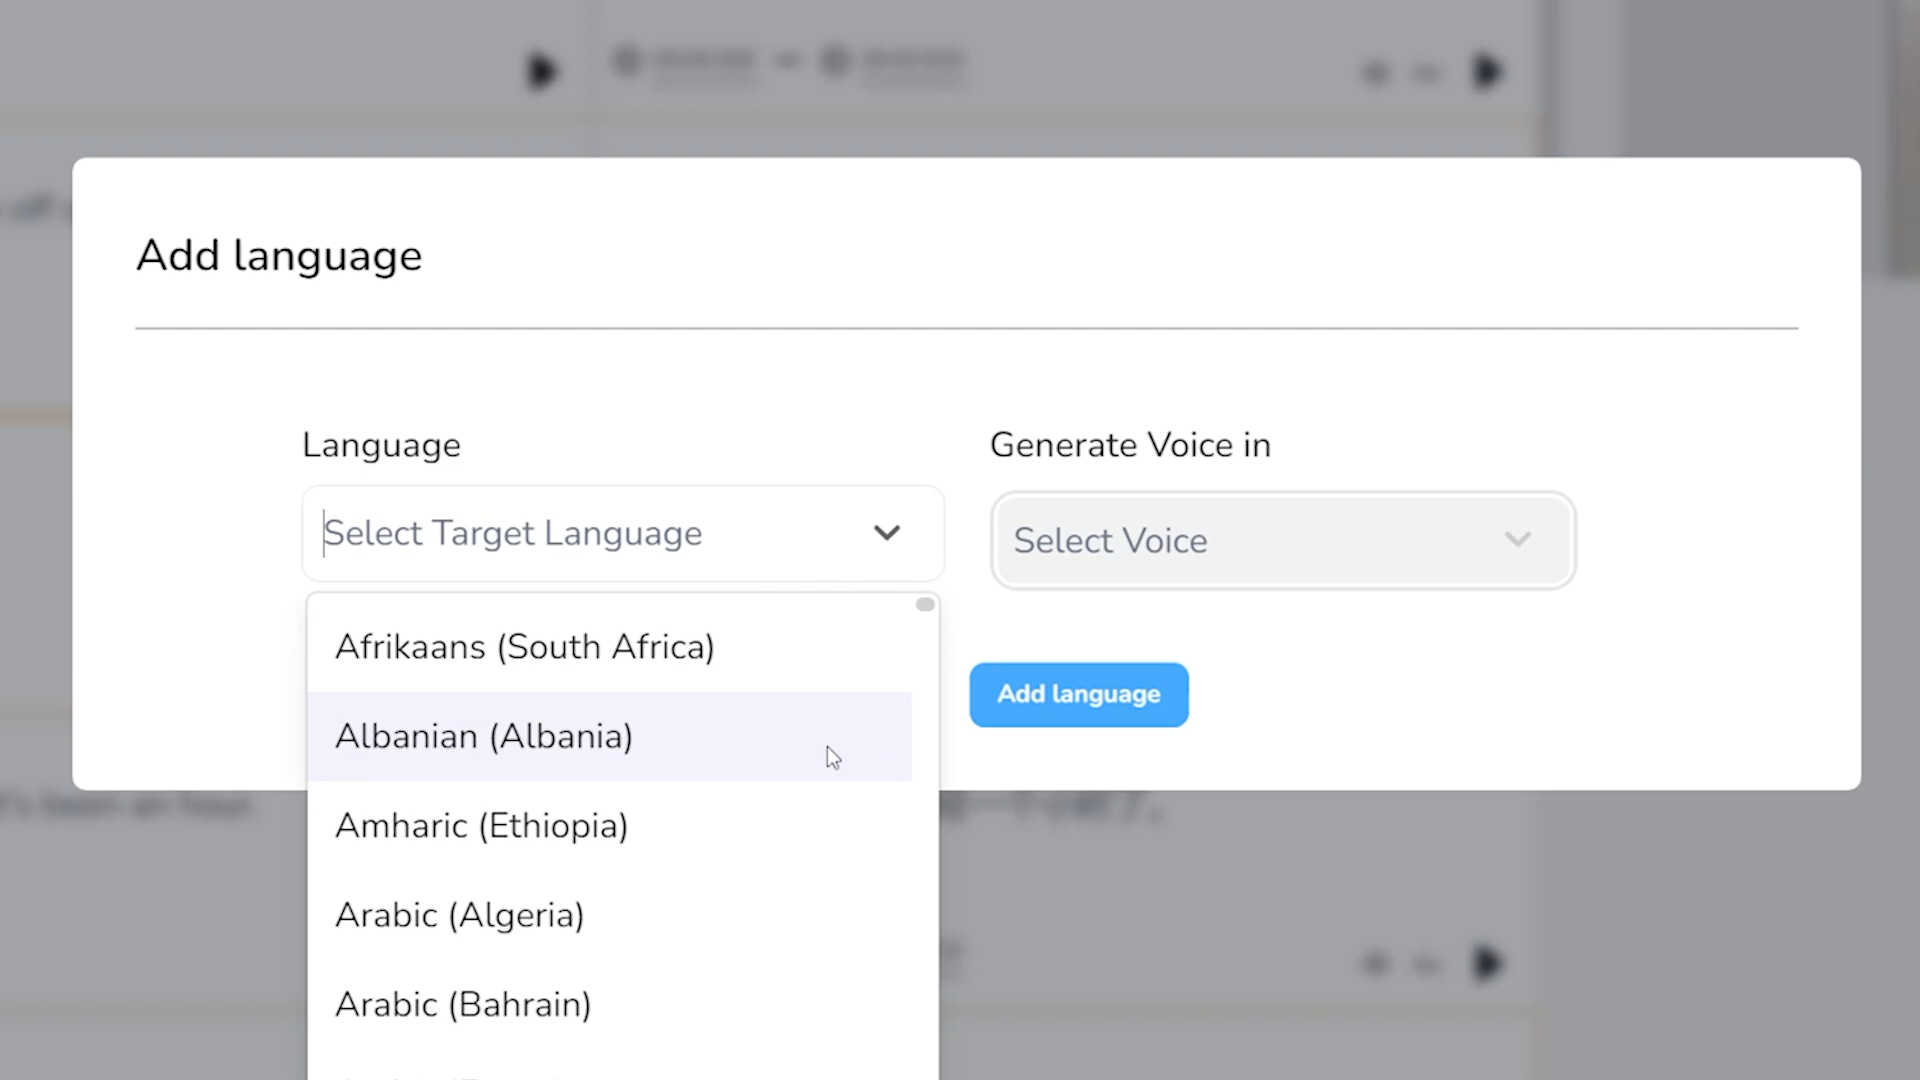 Add language
Language
Generate Voice in
Select Target Language
Select Voice
Afrikaans (South Africa)
Add language
Albanian (Albania)
Amharic (Ethiopia)
Arabic (Algeria)
Arabic (Bahrain)